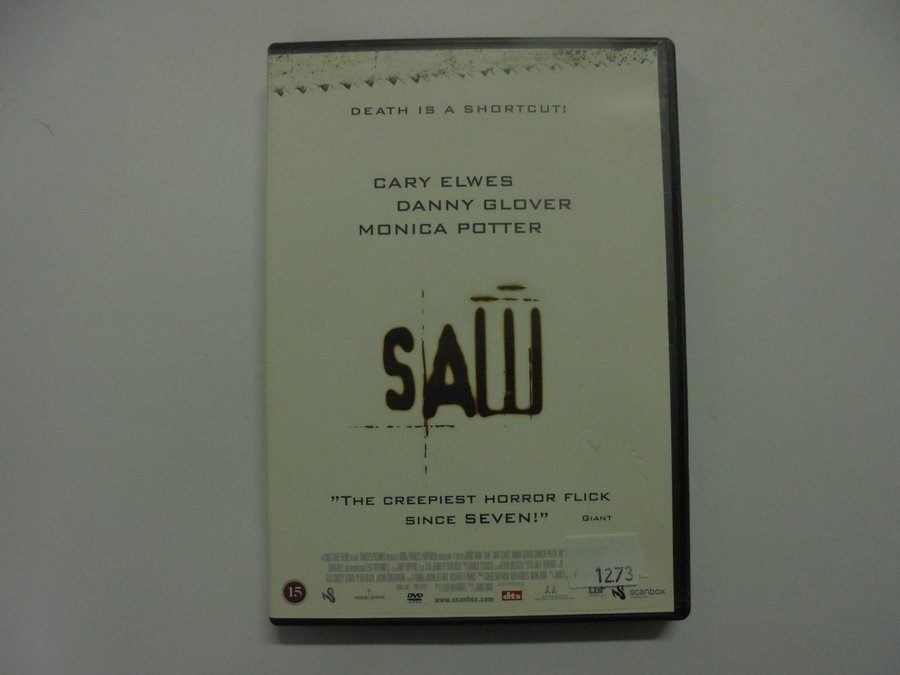 DEATH IS A SHORTCUT!
CARY ELWES
DANNY GLOVER
MONICA POTTER
SAW
”THE CREEPIEST HORROR FLICK
SINCE SEVEN!” GIANT
12.73
15 DVD www.scanbox.com dts scanbox